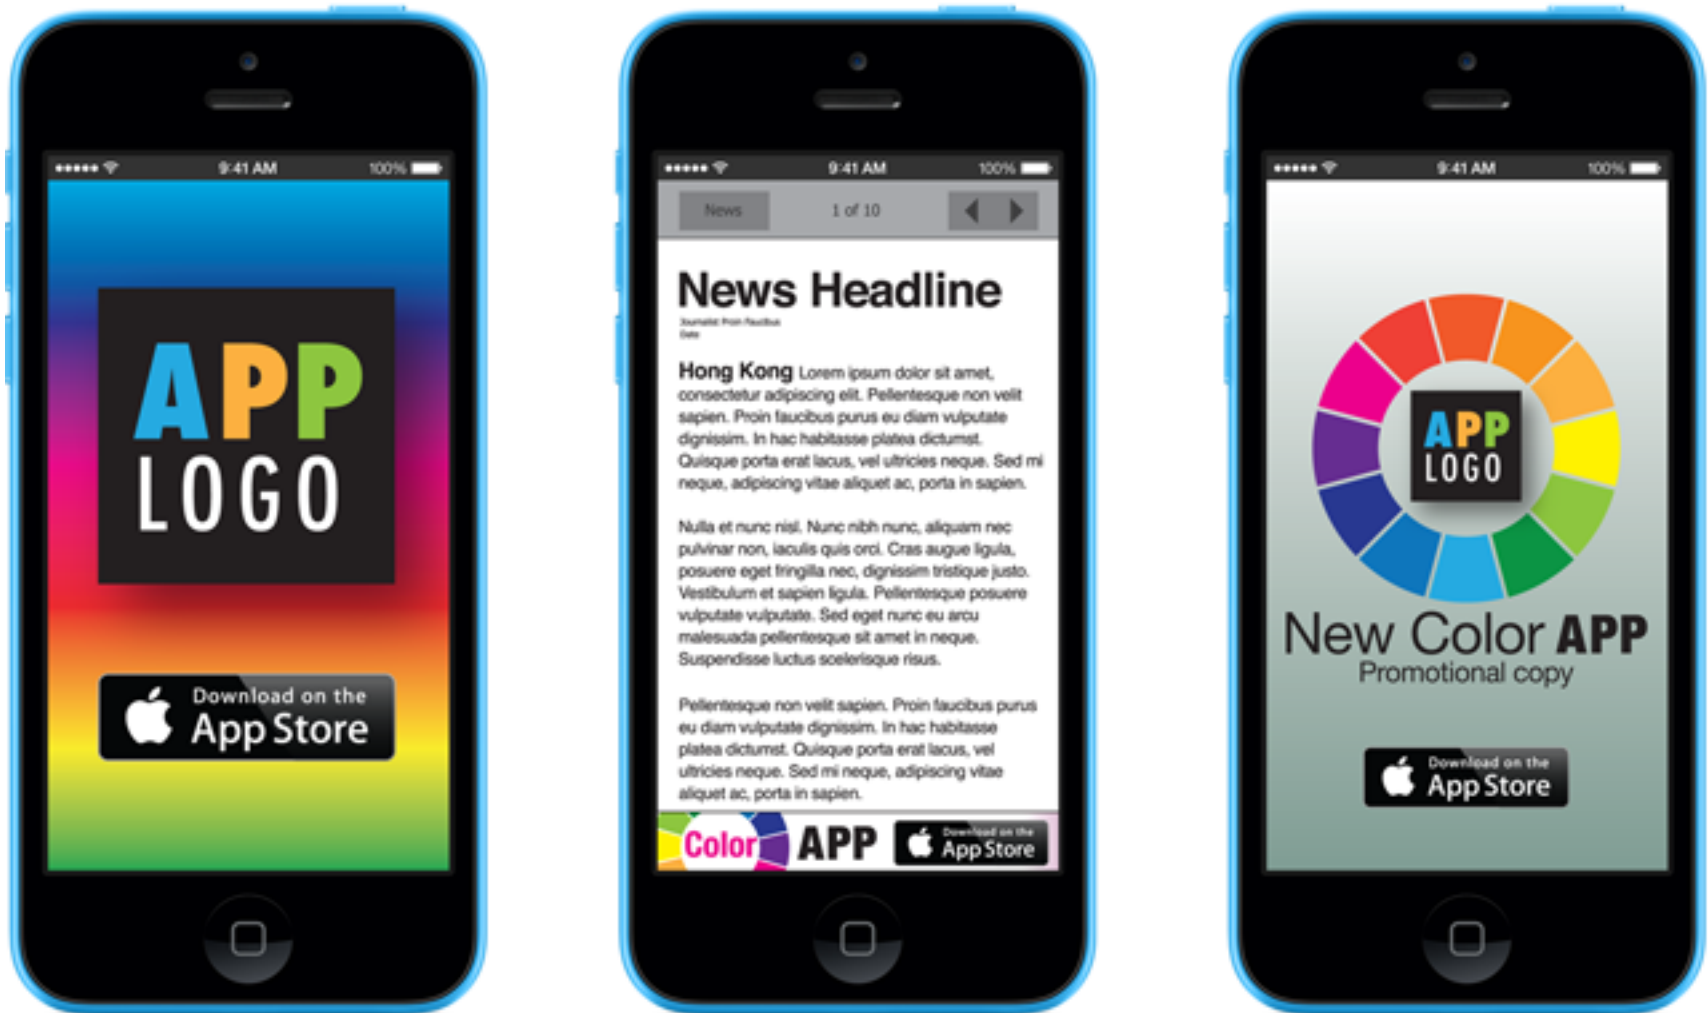 9:41 AM 100%
APP
LOGO
Download on the
App Store
9:41 AM 100%
News 1 of 10
News Headline
Journalist Proin Faucibus
Date
Hong Kong Lorem ipsum dolor sit amet,
consectetur adipiscing elit. Pellentesque non velit
sapien. Proin faucibus purus eu diam vulputate
dignissim. In hac habitasse platea dictumst.
Quisque porta erat lacus, vel ultricies neque. Sed mi
neque, adipiscing vitae aliquet ac, porta in sapien.
Nulla et nunc nisl. Nunc nibh nunc, aliquam nec
pulvinar non, iaculis quis orci. Cras augue ligula,
posuere eget fringilla nec, dignissim tristique justo.
Vestibulum et sapien ligula. Pellentesque posuere
vulputate vulputate. Sed eget nunc eu arcu
malesuada pellentesque sit amet in neque.
Suspendisse luctus scelerisque risus.
Pellentesque non velit sapien. Proin faucibus purus
eu diam vulputate dignissim. In hac habitasse
platea dictumst. Quisque porta erat lacus, vel
ultricies neque. Sed mi neque, adipiscing vitae
aliquet ac, porta in sapien.
Color APP
Download on the
App Store
9:41 AM 100%
APP
LOGO
New Color APP
Promotional copy
Download on the
App Store